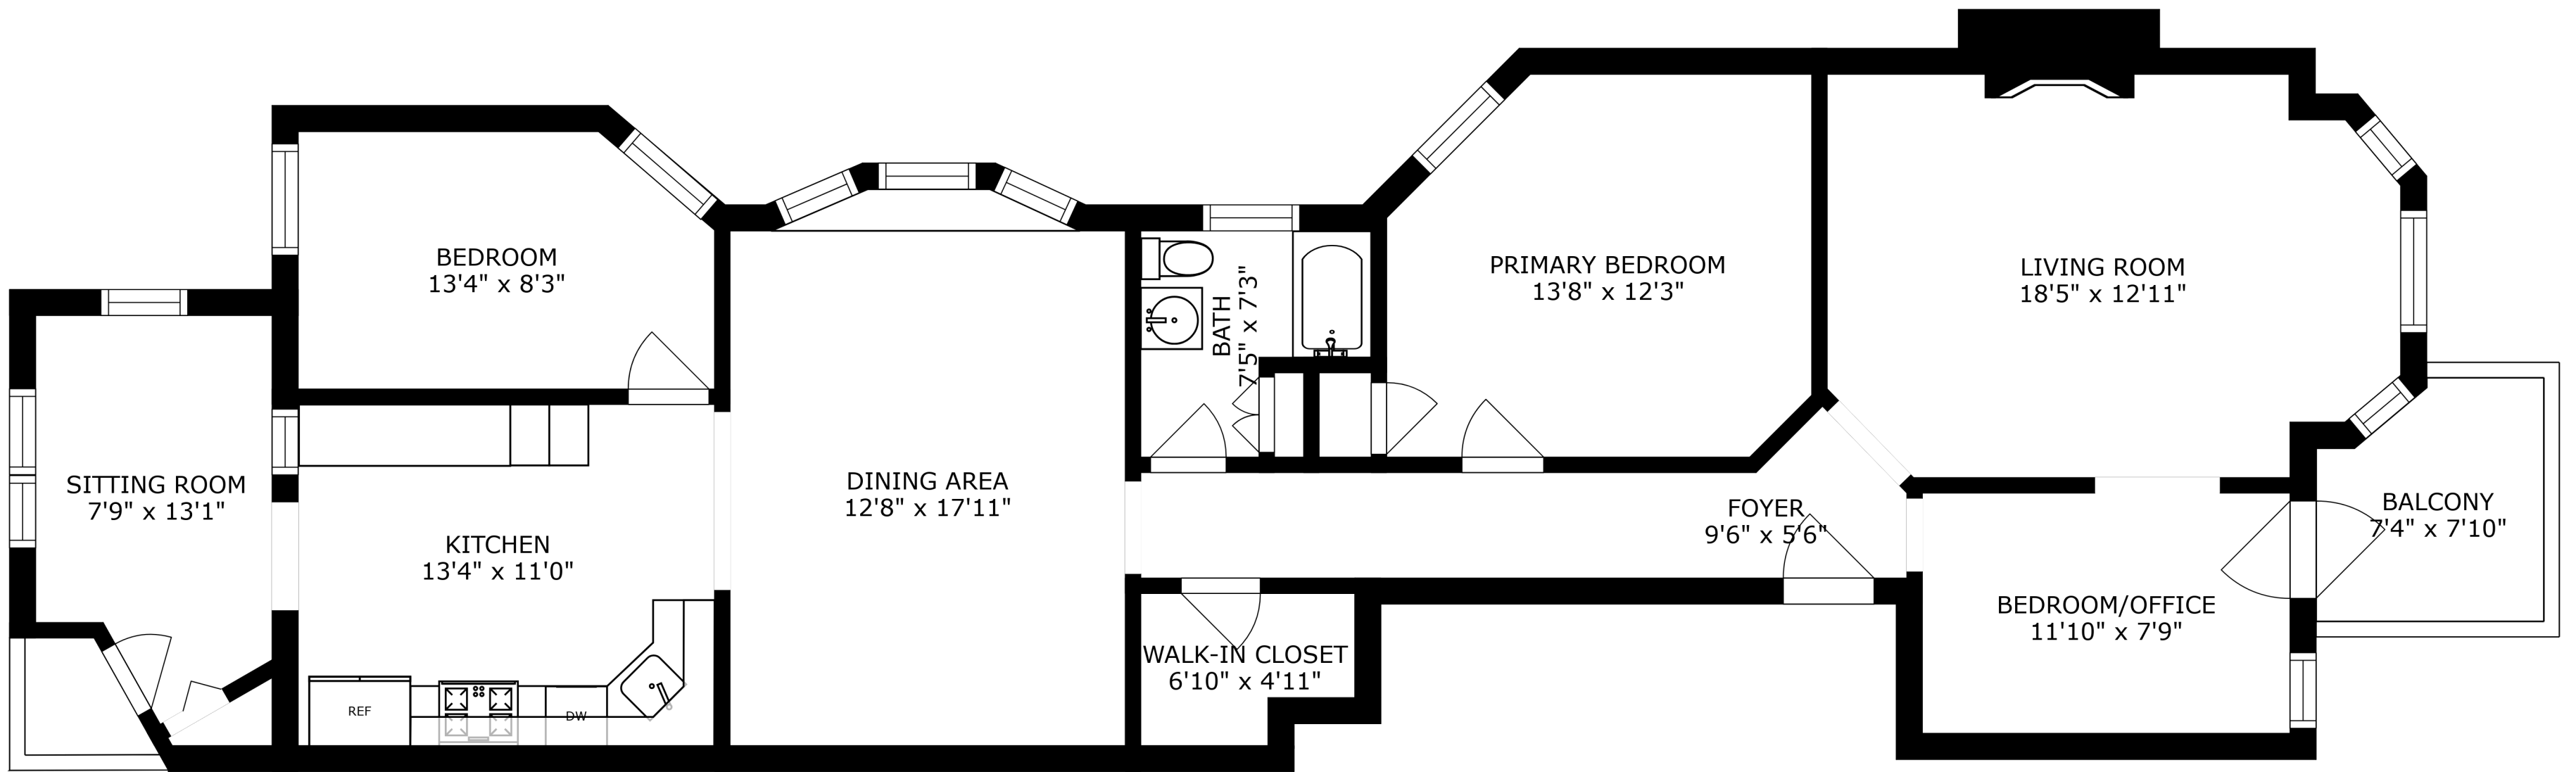 BEDROOM
13'4" x 8'3"
SITTING ROOM
7'9" x 13'1"
KITCHEN
13'4" x 11'0"
REF
DW
DINING AREA
12'8" x 17'11"
BATH
7'5" x 7'3"
WALK-IN CLOSET
6'10" x 4'11"
PRIMARY BEDROOM
13'8" x 12'3"
FOYER
9'6" x 5'6"
LIVING ROOM
18'5" x 12'11"
BEDROOM/OFFICE
11'10" x 7'9"
BALCONY
7'4" x 7'10"